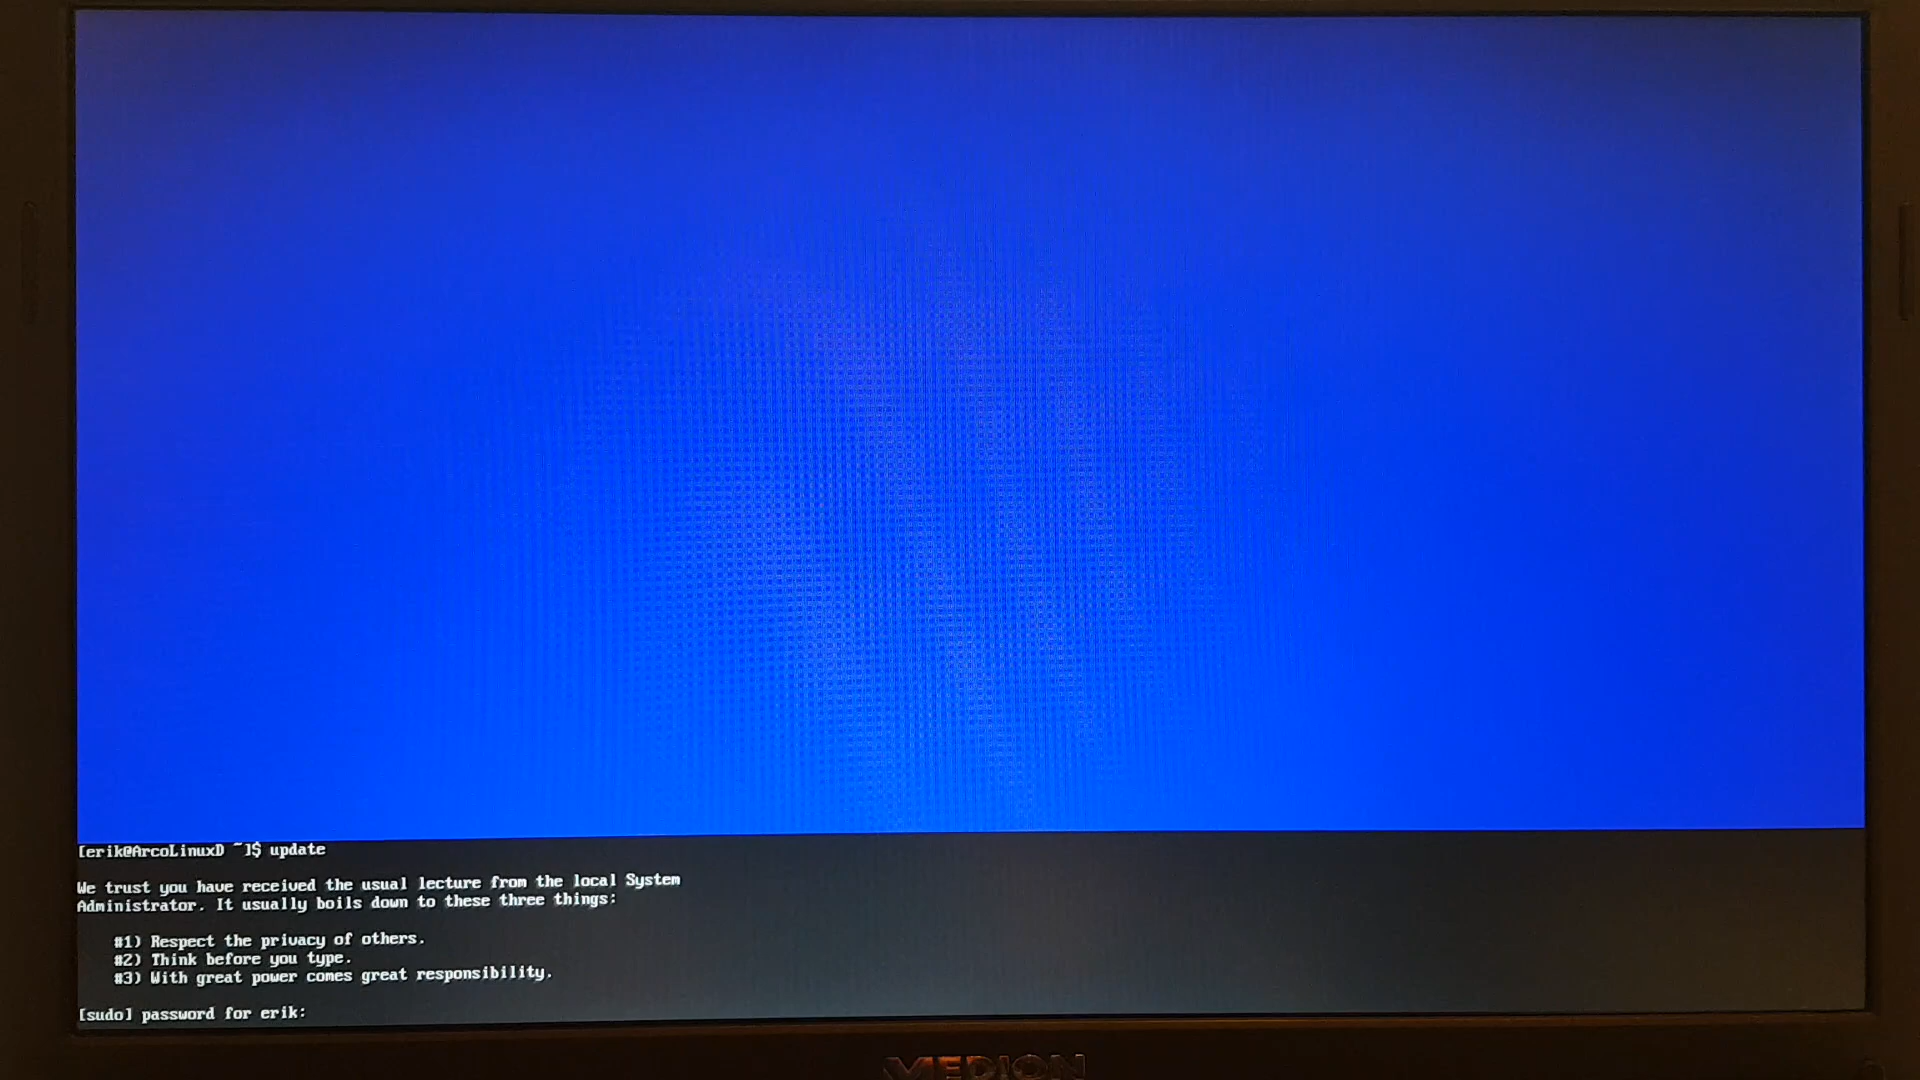 [erik@ArcoLinuxD ~]$ update
We trust you have received the usual lecture from the local System
Administrator. It usually boils down to these three things:
#1) Respect the privacy of others.
#2) Think before you type.
#3) With great power comes great responsibility.
[sudo] password for erik:
MEDION